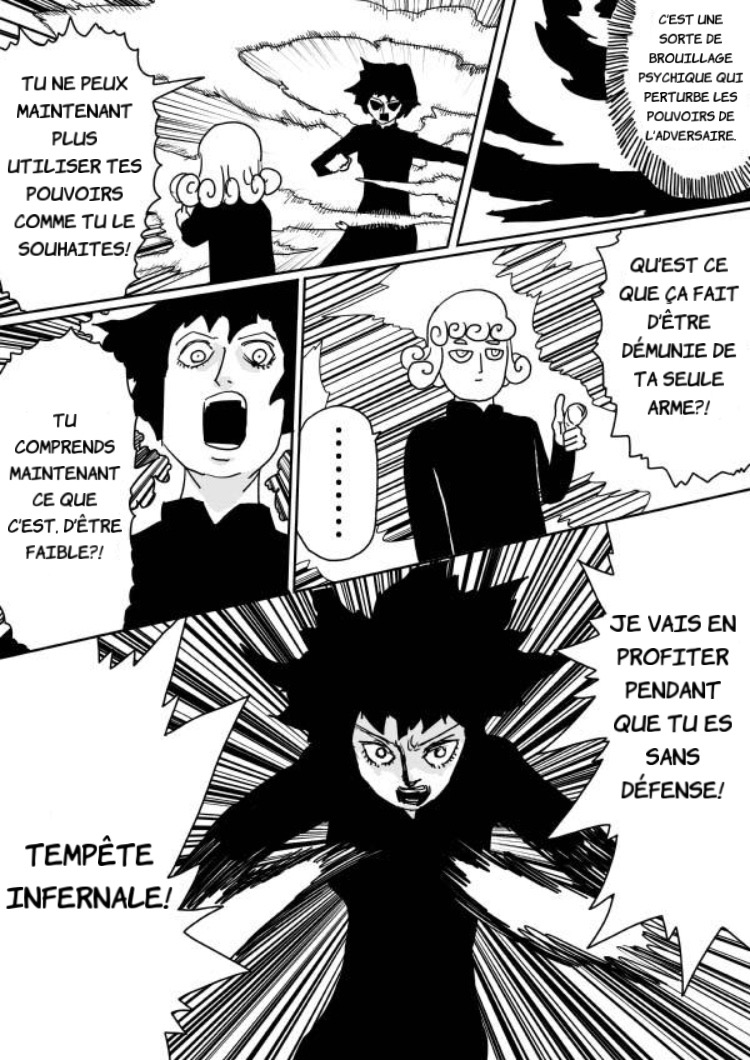 C'EST UNE
SORTE DE
BROUILLAGE
PSYCHIQUE QUI
PERTURBE LES
POUVOIRS DE
L'ADVERSAIRE.
TU NE PEUX
MAINTENANT
PLUS
UTILISER TES
POUVOIRS
COMME TU LE
SOUHAITES!
QU'EST CE
QUE ÇA FAIT
D'ÊTRE
DÉMUNIE DE
TA SEULE
ARME?!
........
TU
COMPRENDS
MAINTENANT
CE QUE
C'EST, D'ÊTRE
FAIBLE?!
JE VAIS EN
PROFITER
PENDANT
QUE TU ES
SANS
DÉFENSE!
TEMPÊTE
INFERNALE!